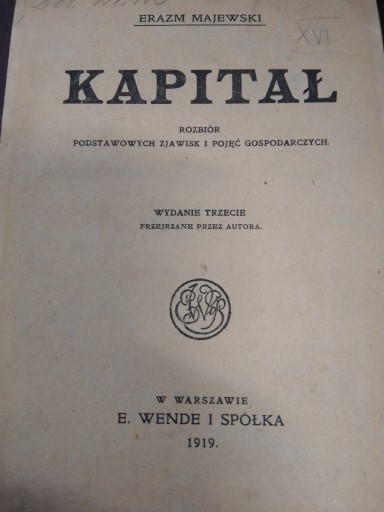 ERAZM MAJEWSKI
XVI
KAPITAŁ
ROZBIÓR
PODSTAWOWYCH ZJAWISK I POJĘĆ GOSPODARCZYCH.
WYDANIE TRZECIE
PRZEJRZANE PRZEZ AUTORA.
W WARSZAWIE
E. WENDE I SPÓŁKA
1919.